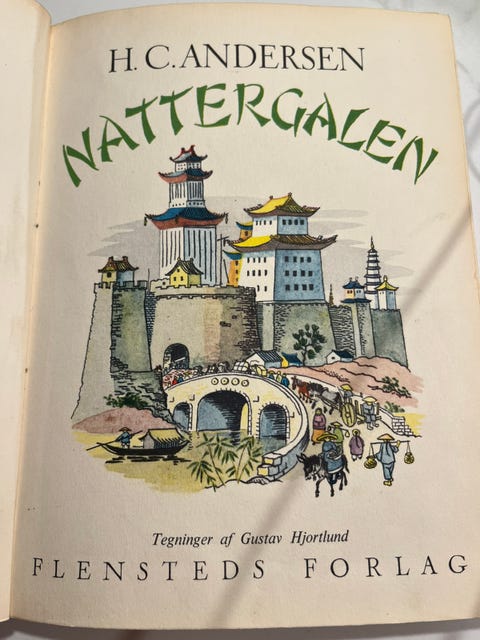 H. C. ANDERSEN
NATTERGALEN
Tegninger af Gustav Hjortlund
FLENSTEDS FORLAG